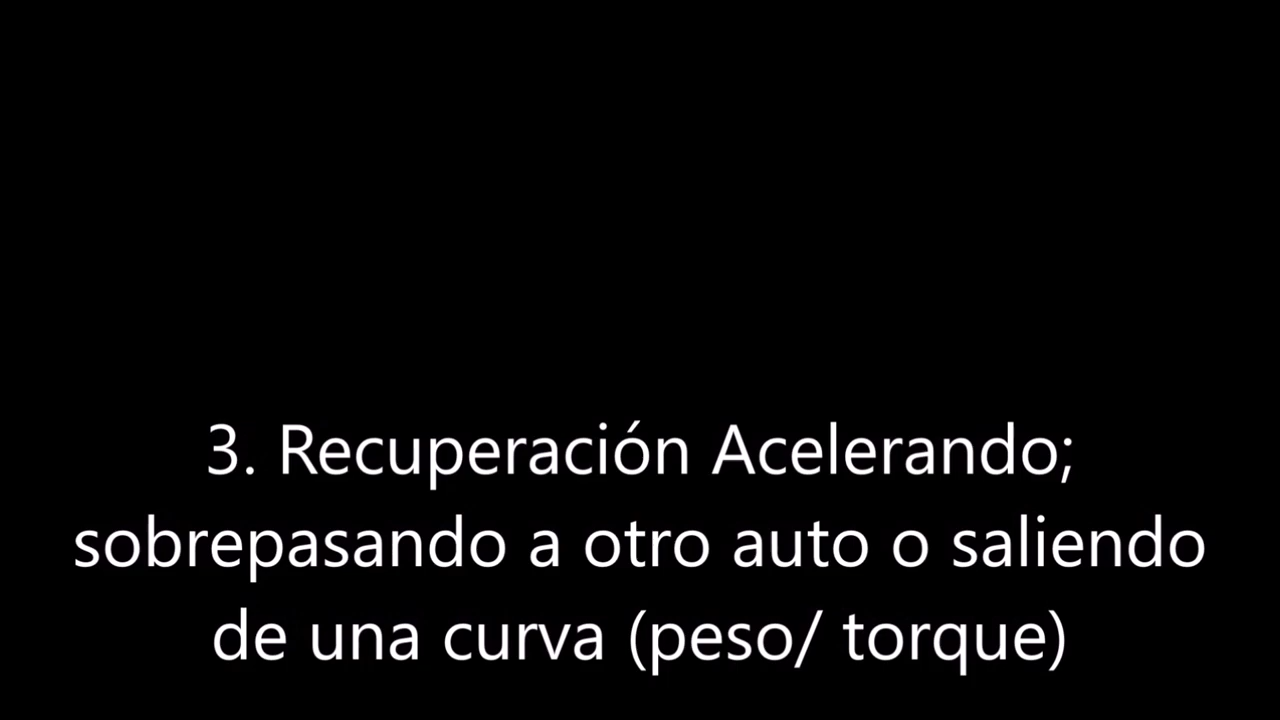 3. Recuperación Acelerando;
sobrepasando a otro auto o saliendo
de una curva (peso/ torque)